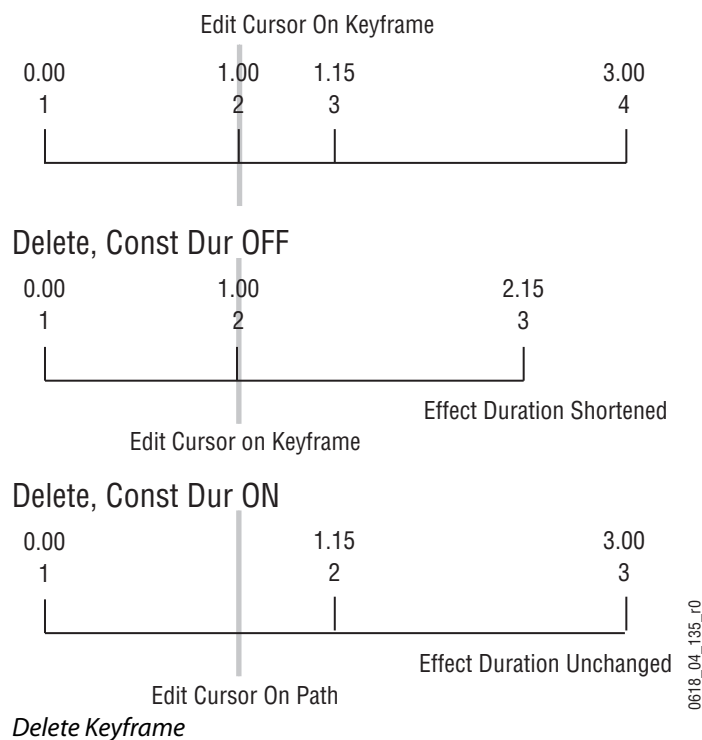 Edit Cursor On Keyframe
0.00 1.00 1.15 3.00
1 2 3 4
Delete, Const Dur OFF
0.00 1.00 2.15
1 2 3
Effect Duration Shortened
Edit Cursor on Keyframe
Delete, Const Dur ON
0.00 1.15 3.00
1 2 3
Effect Duration Unchanged
Edit Cursor On Path
0618_04_135_r0
Delete Keyframe